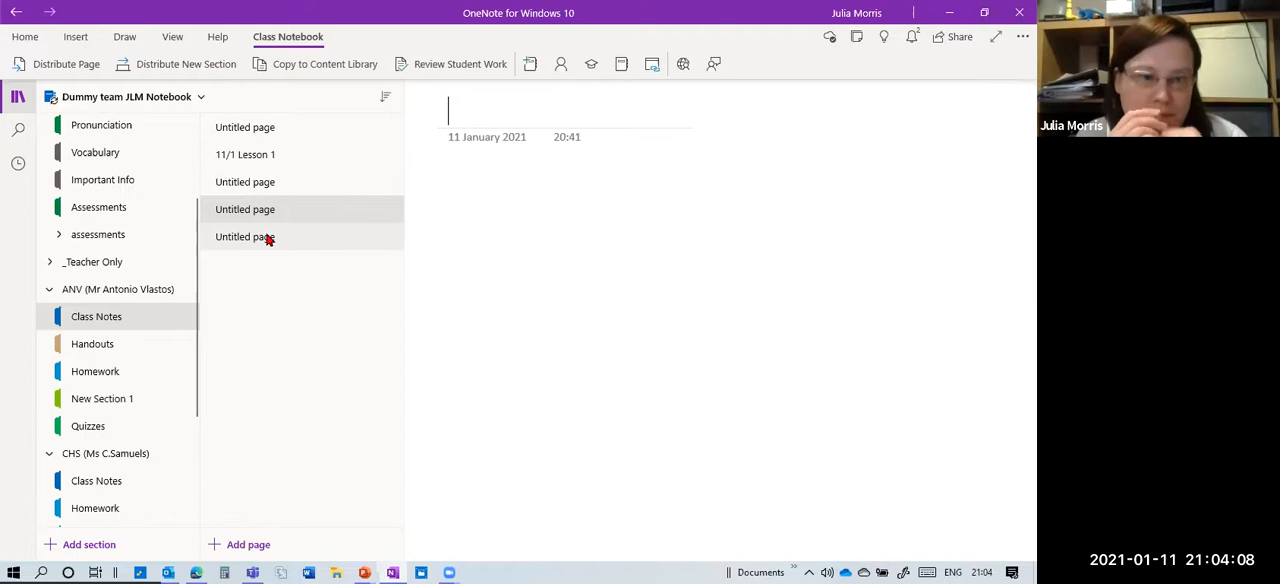 OneNote for Windows 10
Julia Morris
Home Insert Draw View Help Class Notebook
Share
Distribute Page Distribute New Section Copy to Content Library Review Student Work
Dummy team JLM Notebook
Pronunciation
Vocabulary
Important Info
Assessments
assessments
_Teacher Only
ANV (Mr Antonio Vlastos)
Class Notes
Handouts
Homework
New Section 1
Quizzes
CHS (Ms C.Samuels)
Class Notes
Homework
Add section
Untitled page
11/1 Lesson 1
Untitled page
Untitled page
Untitled page
Add page
11 January 2021 20:41
Julia Morris
2021-01-11 21:04:08
Documents
ENG 21:04